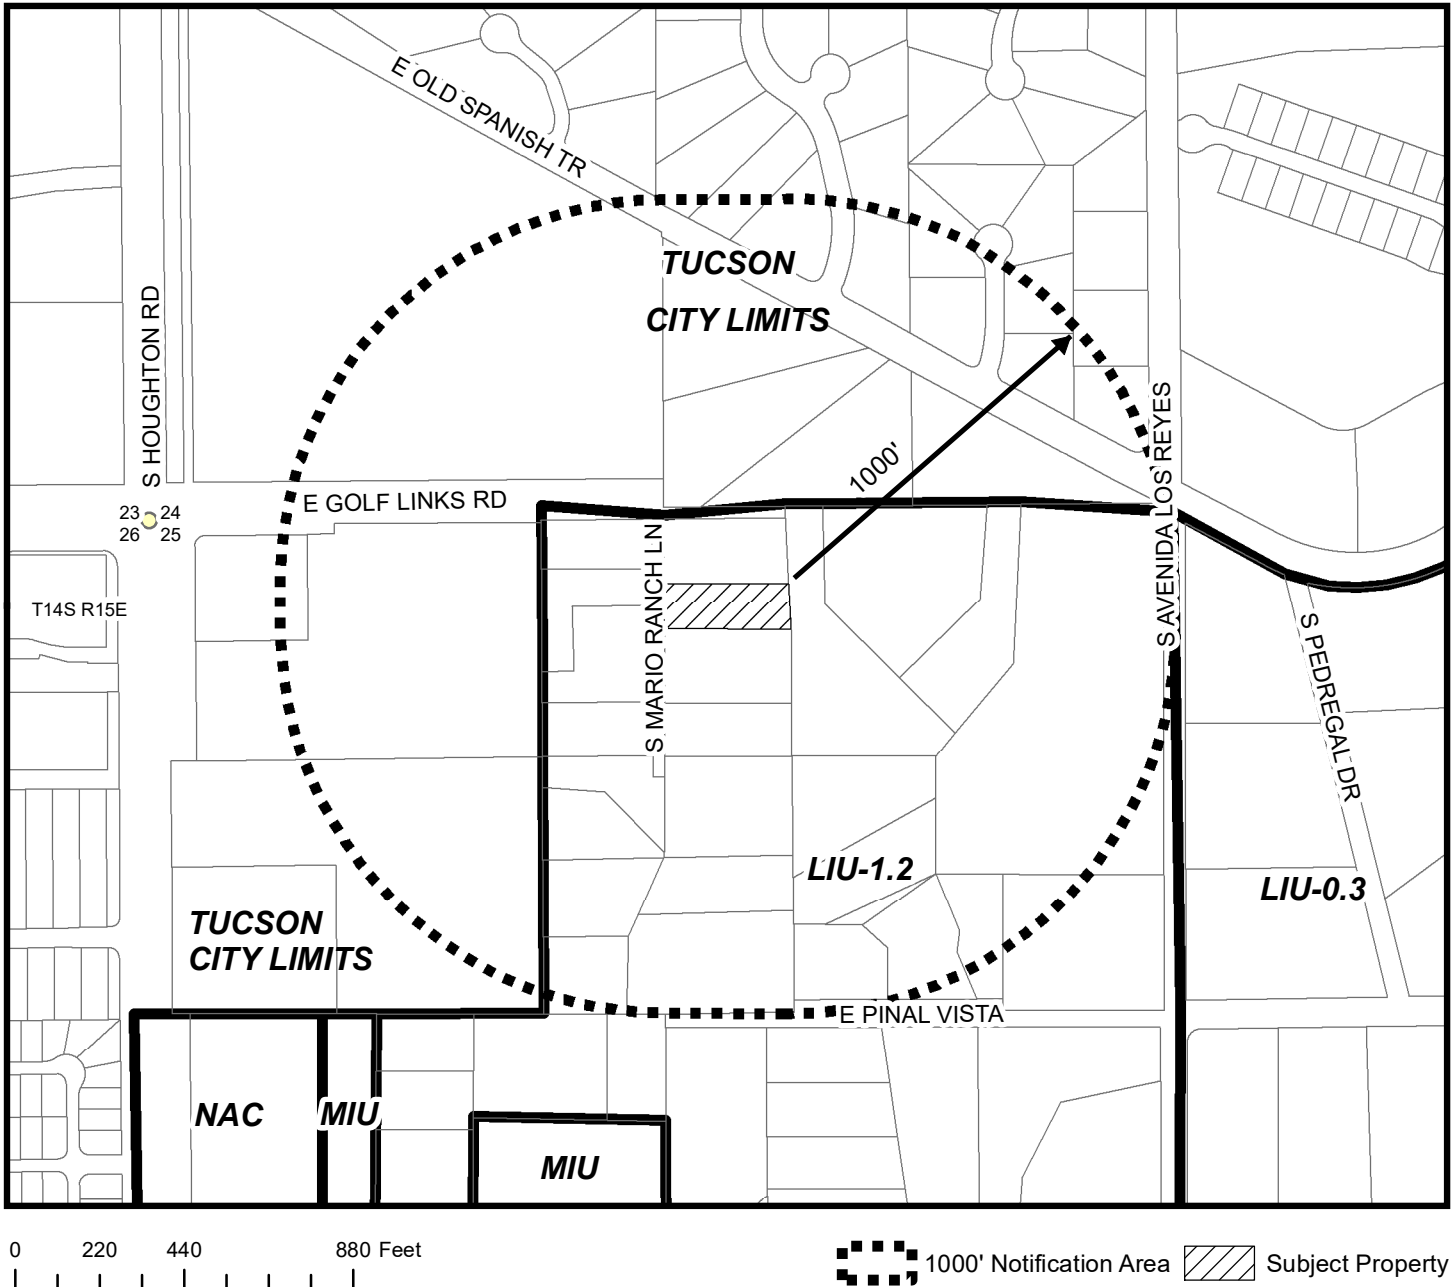 E OLD SPANISH TR
TUCSON
CITY LIMITS
S HOUGHTON RD
1000'
S AVENIDA LOS REYES
E GOLF LINKS RD
23 24
26 25
T14S R15E
S MARIO RANCH LN
S PEDREGAL DR
LIU-1.2
LIU-0.3
TUCSON
CITY LIMITS
E PINAL VISTA
NAC
MIU
MIU
0 220 440 880 Feet
1000' Notification Area
Subject Property